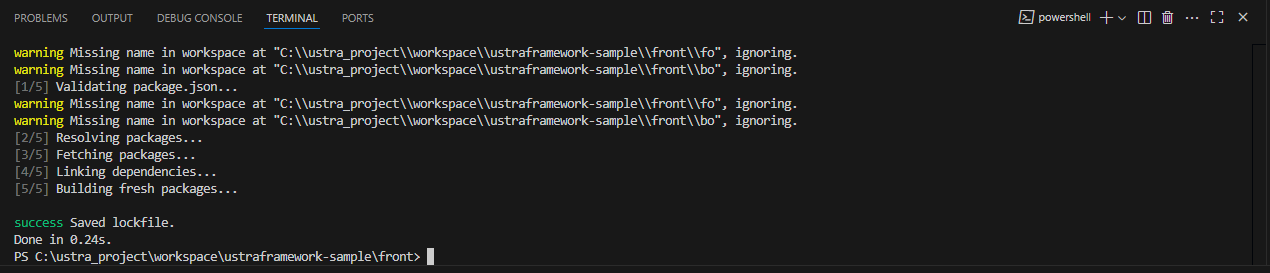 PROBLEMS OUTPUT DEBUG CONSOLE TERMINAL PORTS powershell
warning Missing name in workspace at "C:\\ustra_project\\workspace\\ustraframework-sample\\front\\fo", ignoring.
warning Missing name in workspace at "C:\\ustra_project\\workspace\\ustraframework-sample\\front\\bo", ignoring.
[1/5] Validating package.json...
warning Missing name in workspace at "C:\\ustra_project\\workspace\\ustraframework-sample\\front\\fo", ignoring.
warning Missing name in workspace at "C:\\ustra_project\\workspace\\ustraframework-sample\\front\\bo", ignoring.
[2/5] Resolving packages...
[3/5] Fetching packages...
[4/5] Linking dependencies...
[5/5] Building fresh packages...
success Saved lockfile.
Done in 0.24s.
PS C:\ustra_project\workspace\ustraframework-sample\front>